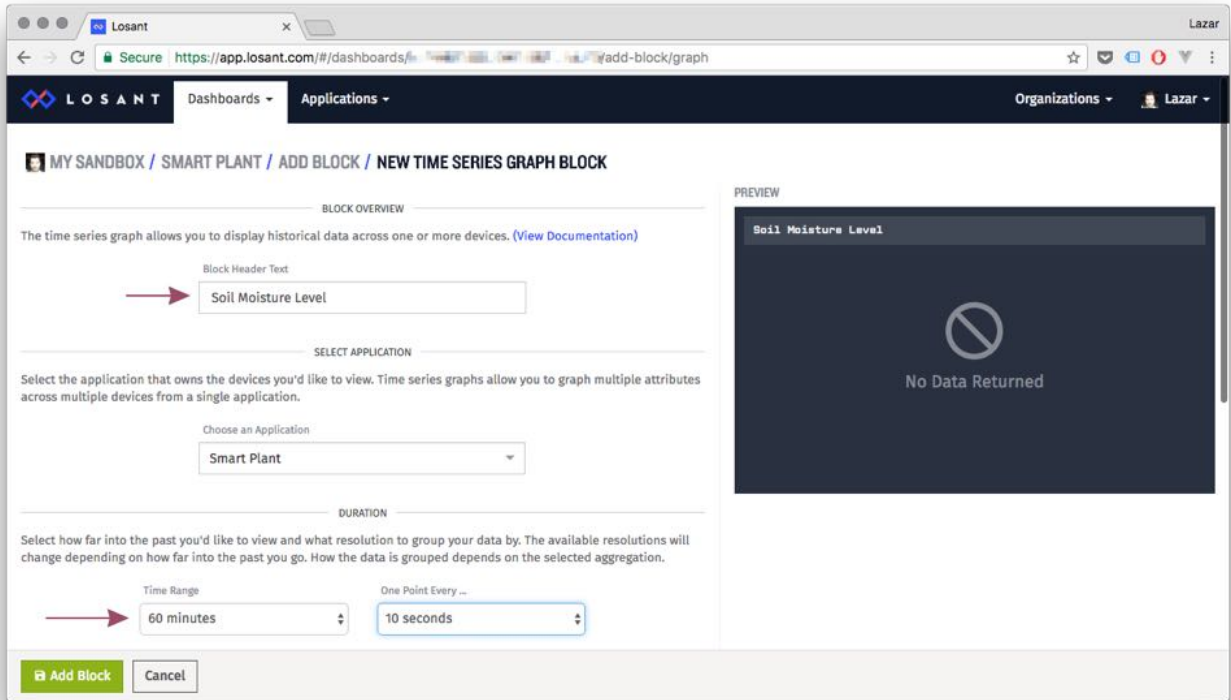 Losant
Lazar
Secure https://app.losant.com/#/dashboards/ /add-block/graph
LOSANT Dashboards Applications Organizations Lazar
MY SANDBOX / SMART PLANT / ADD BLOCK / NEW TIME SERIES GRAPH BLOCK
BLOCK OVERVIEW
The time series graph allows you to display historical data across one or more devices. (View Documentation)
Block Header Text
Soil Moisture Level
SELECT APPLICATION
Select the application that owns the devices you'd like to view. Time series graphs allow you to graph multiple attributes
across multiple devices from a single application.
Choose an Application
Smart Plant
DURATION
Select how far into the past you'd like to view and what resolution to group your data by. The available resolutions will
change depending on how far into the past you go. How the data is grouped depends on the selected aggregation.
Time Range One Point Every ...
60 minutes 10 seconds
Add Block Cancel
PREVIEW
Soil Moisture Level
No Data Returned